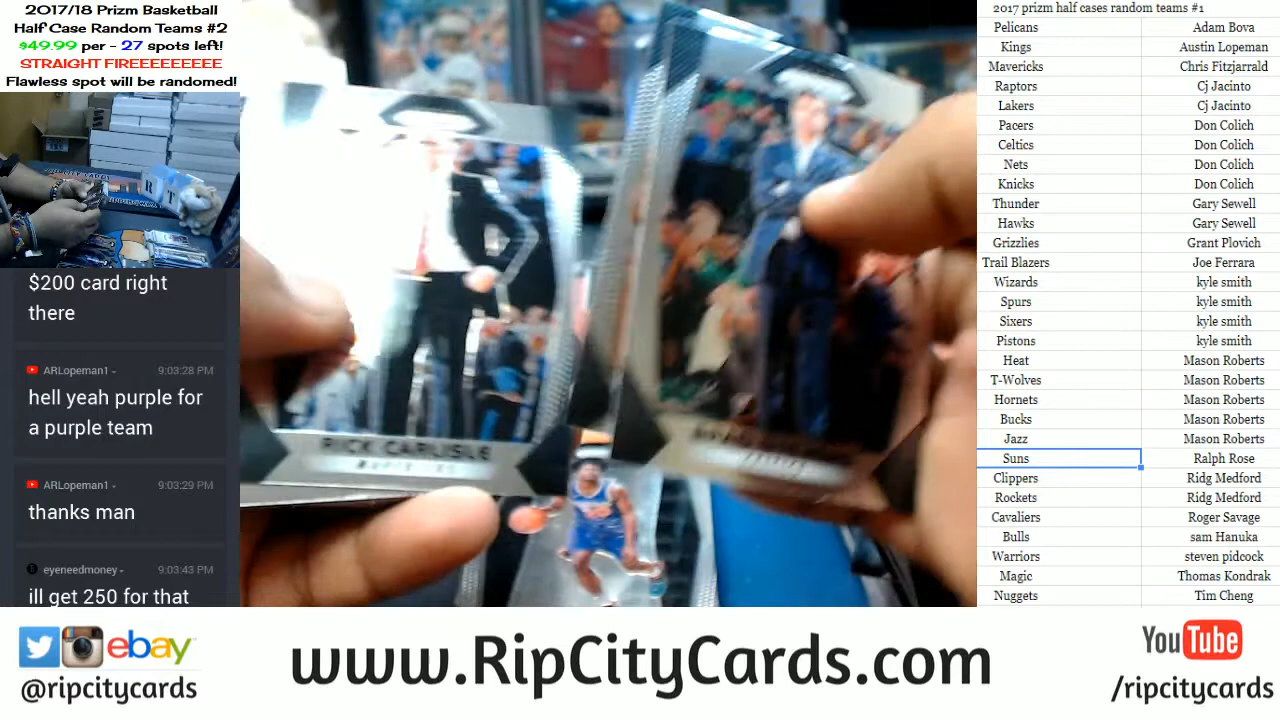 2017/18 Prizm Basketball
Half Case Random Teams #2
$49.99 per - 27 spots left!
STRAIGHT FIREEEEEEEEE
Flawless spot will be randomed!
$200 card right
there
ARLopeman1 - 9:03:28 PM
hell yeah purple for
a purple team
ARLopeman1 - 9:03:29 PM
thanks man
eyeneedmoney - 9:03:43 PM
ill get 250 for that
RICK CARLISLE
2017 prizm half cases random teams #1
Pelicans Adam Bova
Kings Austin Lopeman
Mavericks Chris Fitzjarrald
Raptors Cj Jacinto
Lakers Cj Jacinto
Pacers Don Colich
Celtics Don Colich
Nets Don Colich
Knicks Don Colich
Thunder Gary Sewell
Hawks Gary Sewell
Grizzlies Grant Plovich
Trail Blazers Joe Ferrara
Wizards kyle smith
Spurs kyle smith
Sixers kyle smith
Pistons kyle smith
Heat Mason Roberts
T-Wolves Mason Roberts
Hornets Mason Roberts
Bucks Mason Roberts
Jazz Mason Roberts
Suns Ralph Rose
Clippers Ridg Medford
Rockets Ridg Medford
Cavaliers Roger Savage
Bulls sam Hanuka
Warriors steven pidcock
Magic Thomas Kondrak
Nuggets Tim Cheng
ebay
@ripcitycards
www.RipCityCards.com
YouTube
/ripcitycards